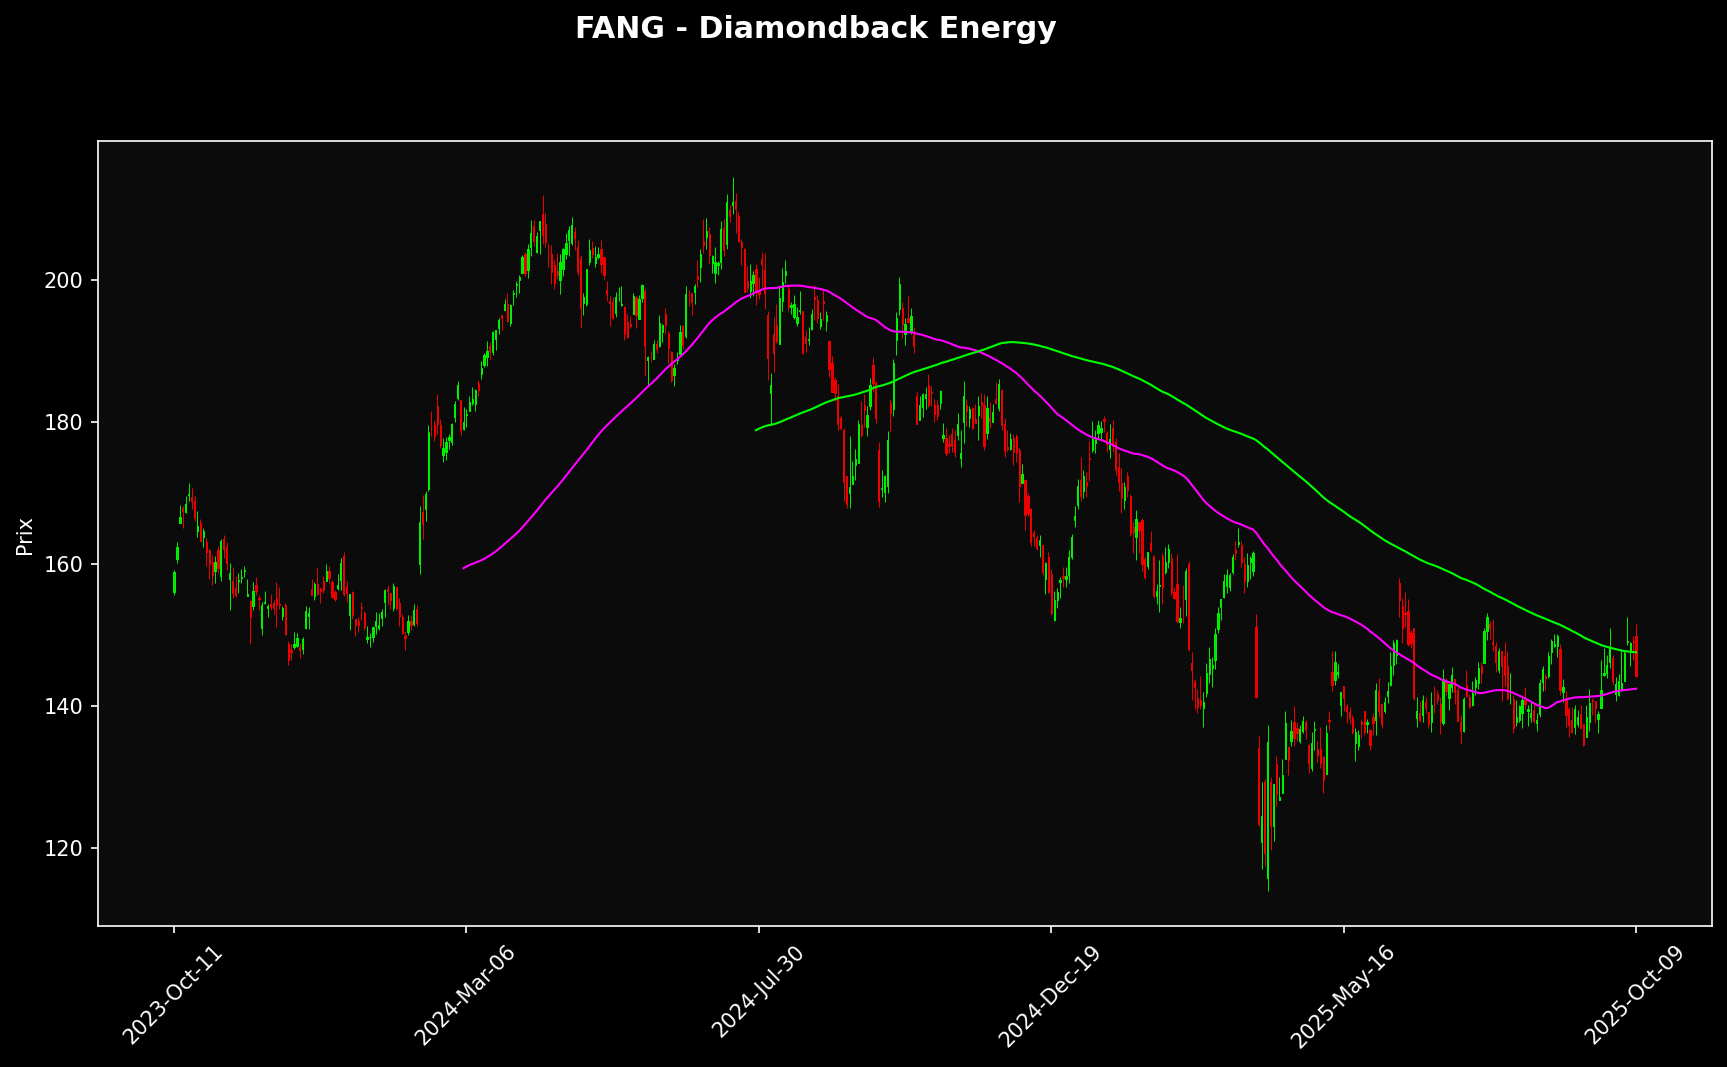 FANG - Diamondback Energy
Prix
200
180
160
140
120
2023-Oct-11
2024-Mar-06
2024-Jul-30
2024-Dec-19
2025-May-16
2025-Oct-09